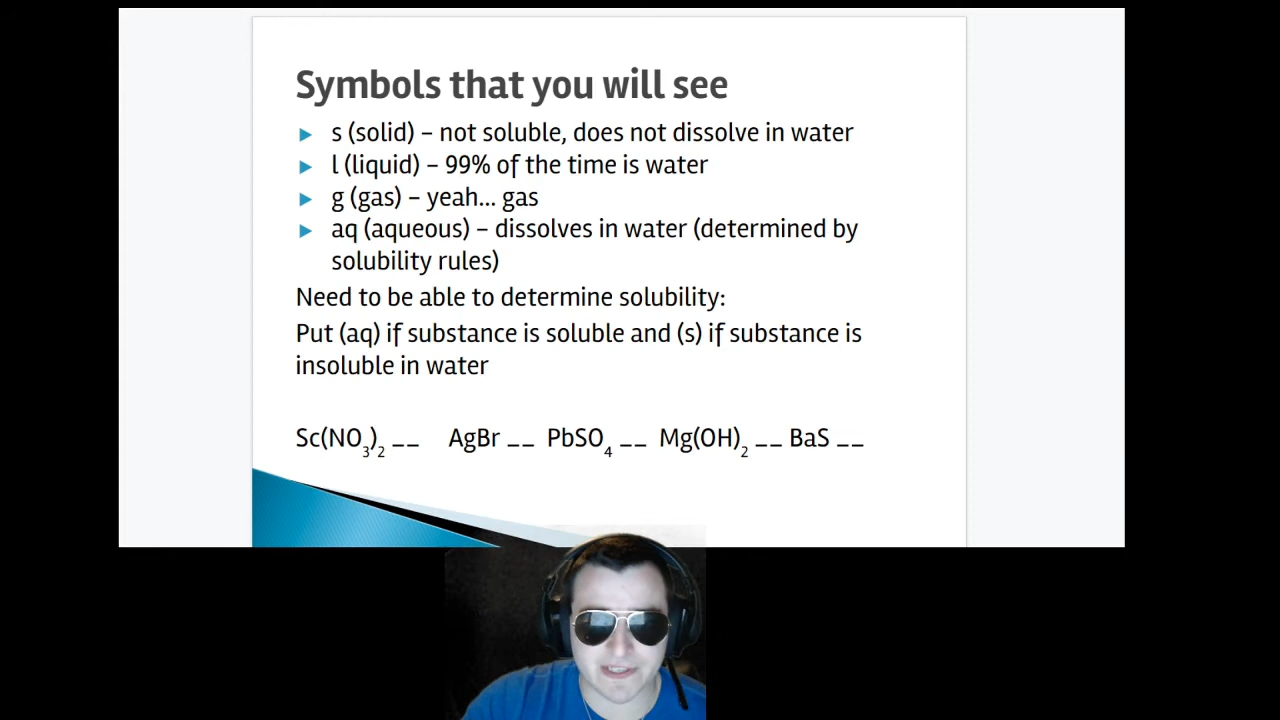 Symbols that you will see
s (solid) – not soluble, does not dissolve in water
l (liquid) – 99% of the time is water
g (gas) – yeah... gas
aq (aqueous) – dissolves in water (determined by
solubility rules)
Need to be able to determine solubility:
Put (aq) if substance is soluble and (s) if substance is
insoluble in water
Sc(NO₃)₂ __ AgBr __ PbSO₄ __ Mg(OH)₂ __ BaS __